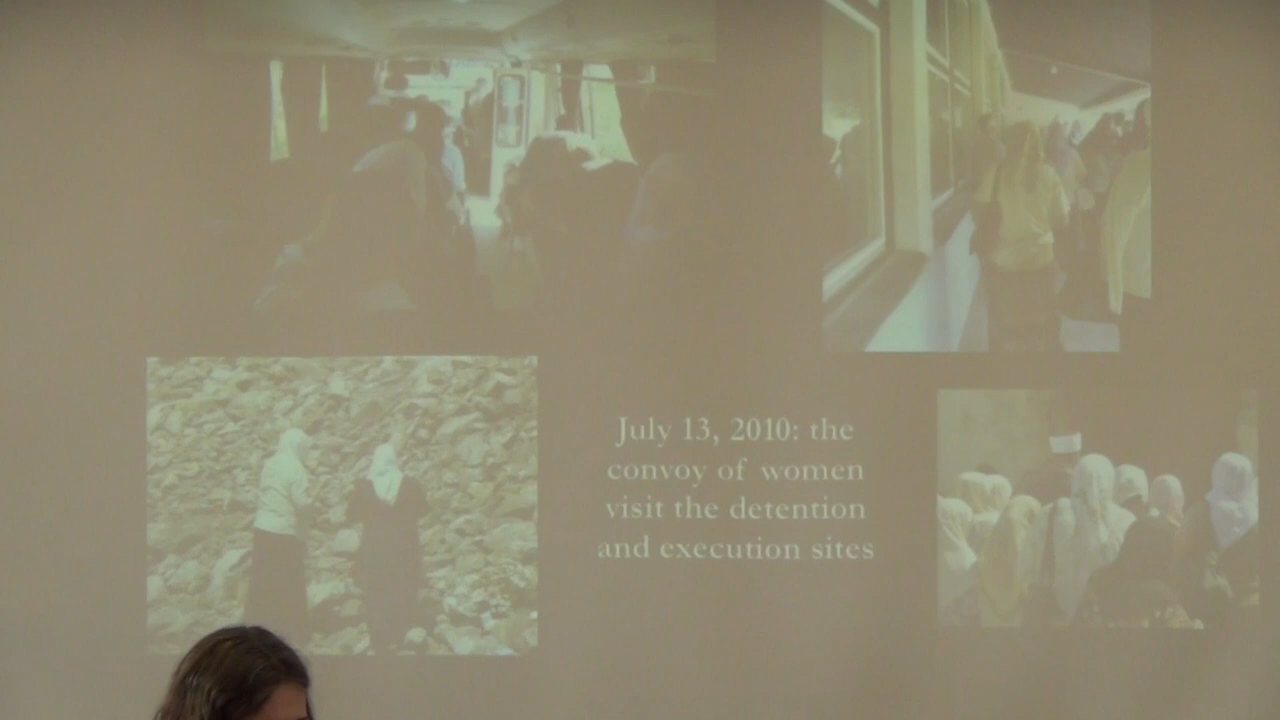 July 13, 2010: the
convoy of women
visit the detention
and execution sites